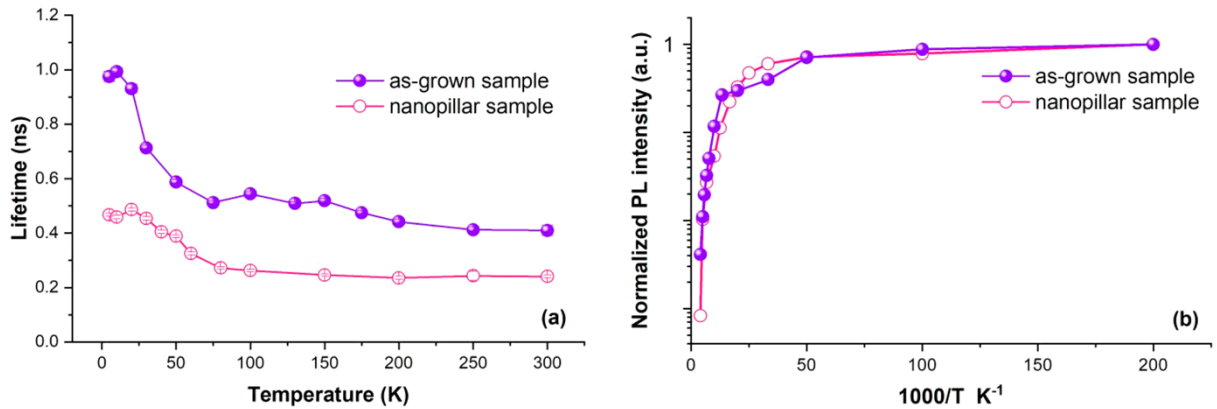 1.2
1.0
0.8
0.6
0.4
0.2
0.0
Lifetime (ns)
as-grown sample
nanopillar sample
(a)
0
50
100
150
200
250
300
Temperature (K)
1
Normalized PL intensity (a.u.)
as-grown sample
nanopillar sample
(b)
0
50
100
150
200
1000/T K⁻¹